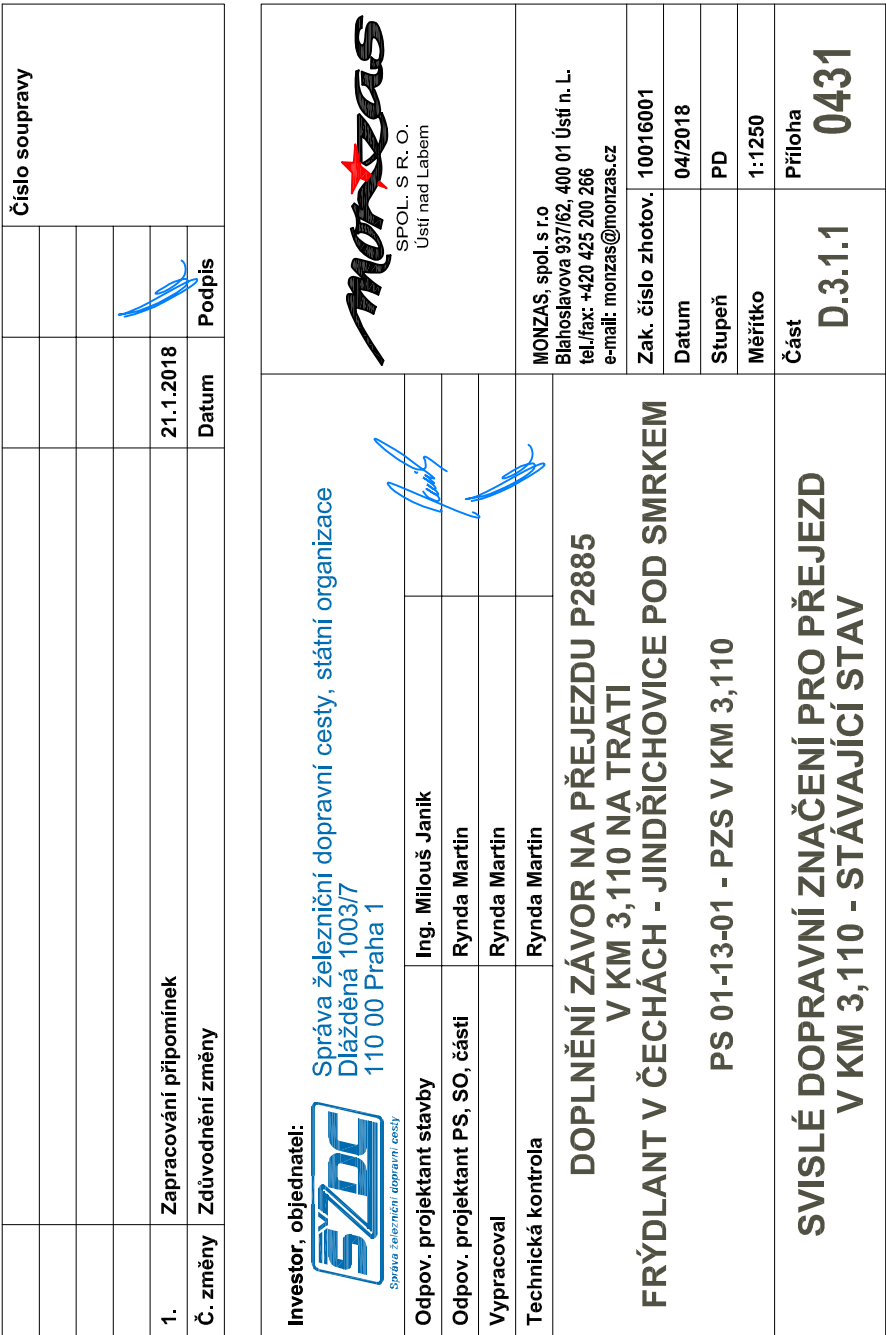 Číslo soupravy
1. Zapracování připomínek 21.1.2018
Č. změny Zdůvodnění změny Datum Podpis
Investor, objednatel:
SŽDC
Správa železniční dopravní cesty
Správa železniční dopravní cesty, státní organizace
Dlážděná 1003/7
110 00 Praha 1
monzas
SPOL. S R. O.
Ústí nad Labem
Odpov. projektant stavby Ing. Milouš Janik
Odpov. projektant PS, SO, části Rynda Martin
Vypracoval Rynda Martin
Technická kontrola Rynda Martin
MONZAS, spol. s r.o
Blahoslavova 937/62, 400 01 Ústí n. L.
tel./fax: +420 425 200 266
e-mail: monzas@monzas.cz
DOPLNĚNÍ ZÁVOR NA PŘEJEZDU P2885
V KM 3,110 NA TRATI
FRÝDLANT V ČECHÁCH - JINDŘICHOVICE POD SMRKEM
PS 01-13-01 - PZS V KM 3,110
Zak. číslo zhotov. 10016001
Datum 04/2018
Stupeň PD
Měřítko 1:1250
SVISLÉ DOPRAVNÍ ZNAČENÍ PRO PŘEJEZD
V KM 3,110 - STÁVAJÍCÍ STAV
Část Příloha
D.3.1.1 0431